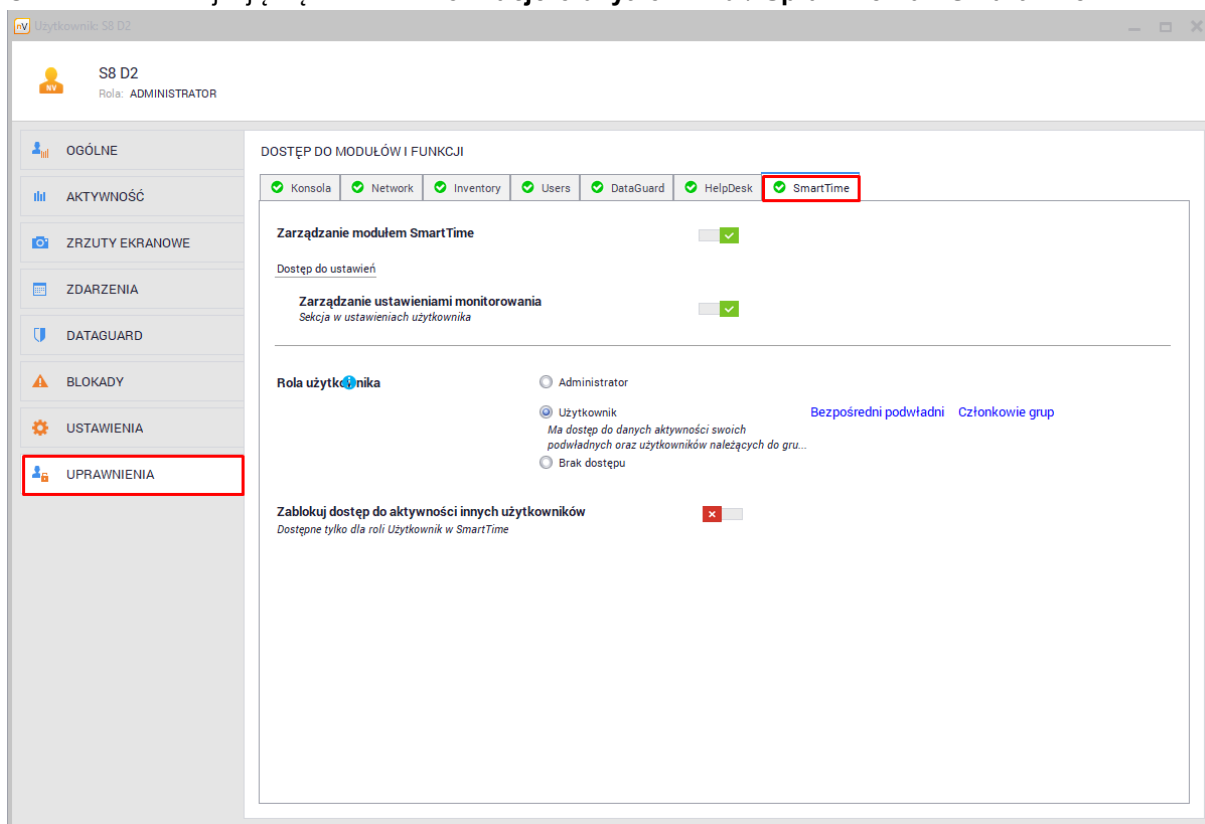 Użytkownik: S8 D2
S8 D2
Rola: ADMINISTRATOR
OGÓLNE
AKTYWNOŚĆ
ZRZUTY EKRANOWE
ZDARZENIA
DATAGUARD
BLOKADY
USTAWIENIA
UPRAWNIENIA
DOSTĘP DO MODUŁÓW I FUNKCJI
Konsola Network Inventory Users DataGuard HelpDesk SmartTime
Zarządzanie modułem SmartTime
Dostęp do ustawień
Zarządzanie ustawieniami monitorowania
Sekcja w ustawieniach użytkownika
Rola użytkownika
Administrator
Użytkownik Bezpośredni podwładni Członkowie grup
Ma dostęp do danych aktywności swoich
podwładnych oraz użytkowników należących do gru...
Brak dostępu
Zablokuj dostęp do aktywności innych użytkowników
Dostępne tylko dla roli Użytkownik w SmartTime